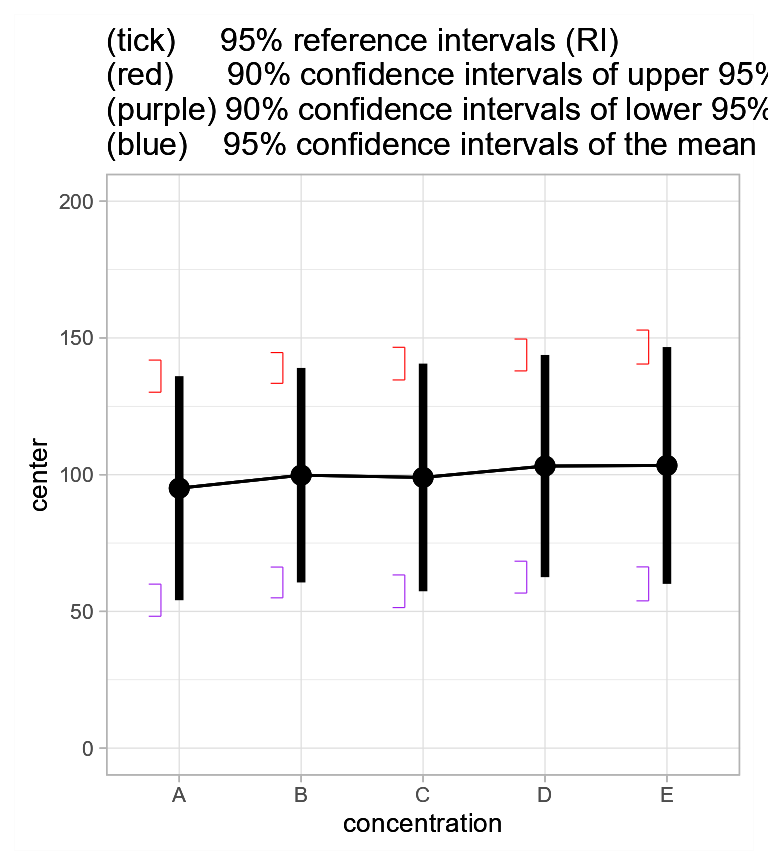 (tick) 95% reference intervals (RI)
(red) 90% confidence intervals of upper 95%
(purple) 90% confidence intervals of lower 95%
(blue) 95% confidence intervals of the mean
200
150
100
50
0
center
A B C D E
concentration